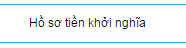 Hồ sơ tiền khởi nghĩa